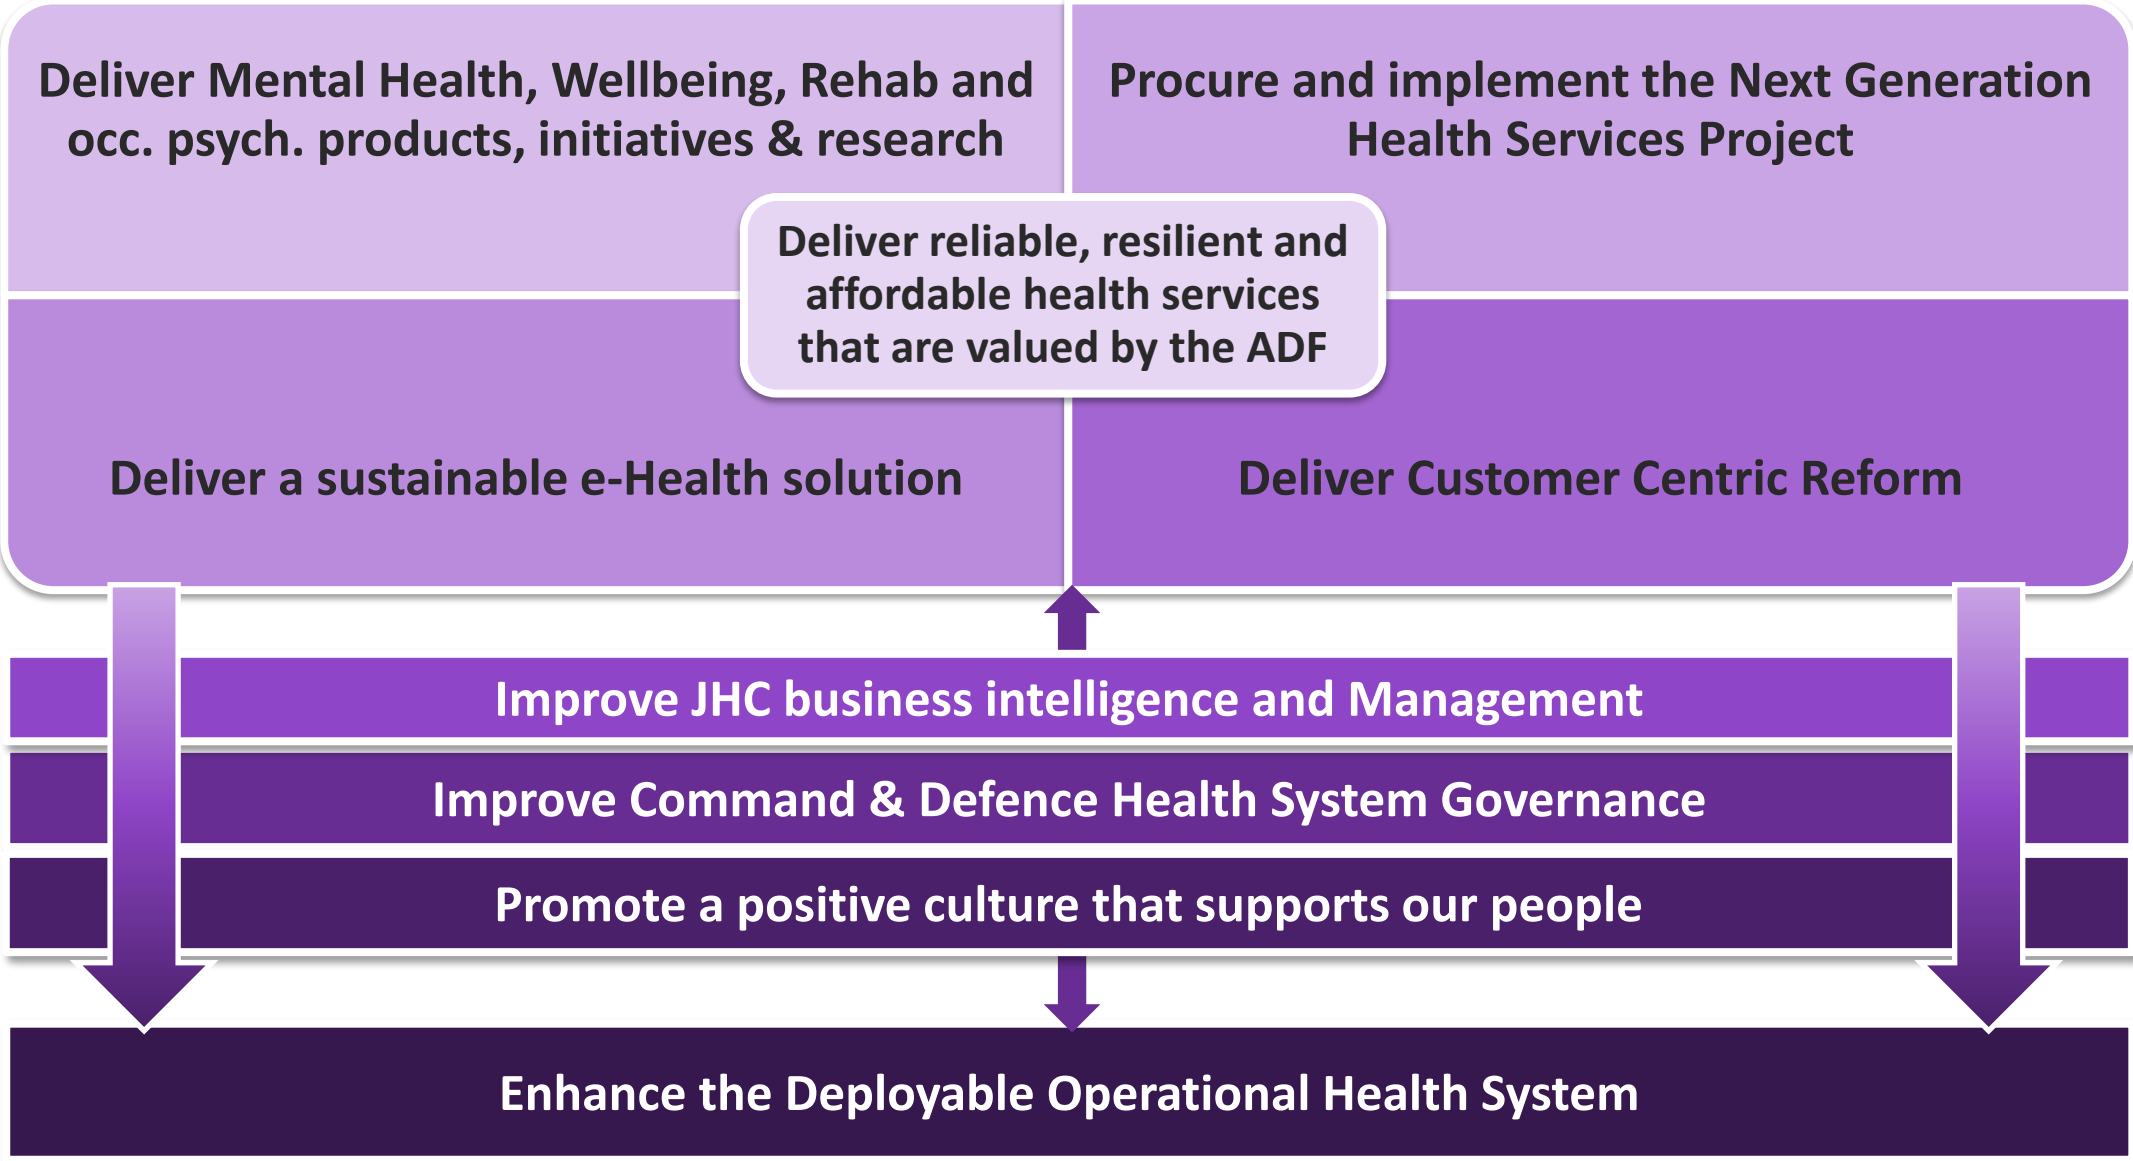 Deliver Mental Health, Wellbeing, Rehab and
occ. psych. products, initiatives & research
Procure and implement the Next Generation
Health Services Project
Deliver reliable, resilient and
affordable health services
that are valued by the ADF
Deliver a sustainable e-Health solution
Deliver Customer Centric Reform
Improve JHC business intelligence and Management
Improve Command & Defence Health System Governance
Promote a positive culture that supports our people
Enhance the Deployable Operational Health System